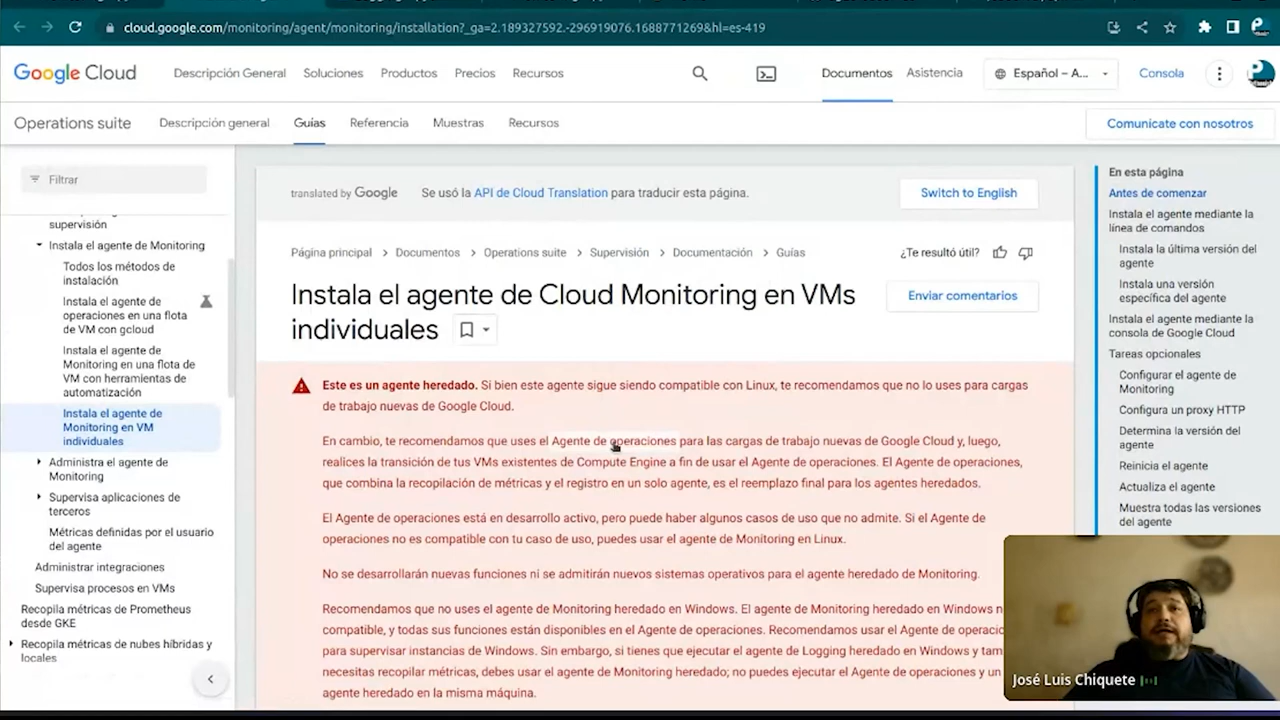 cloud.google.com/monitoring/agent/monitoring/installation?_ga=2.189327592.-296919076.1688771269&hl=es-419
Google Cloud
Descripción General
Soluciones
Productos
Precios
Recursos
Documentos
Asistencia
Español – A...
Consola
Operations suite
Descripción general
Guías
Referencia
Muestras
Recursos
Comunícate con nosotros
Filtrar
supervisión
Instala el agente de Monitoring
Todos los métodos de
instalación
Instala el agente de
operaciones en una flota
de VM con gcloud
Instala el agente de
Monitoring en una flota de
VM con herramientas de
automatización
Instala el agente de
Monitoring en VM
individuales
Administra el agente de
Monitoring
Supervisa aplicaciones de
terceros
Métricas definidas por el usuario
del agente
Administrar integraciones
Supervisa procesos en VMs
Recopila métricas de Prometheus
desde GKE
Recopila métricas de nubes híbridas y
locales
translated by Google
Se usó la API de Cloud Translation para traducir esta página.
Switch to English
Página principal > Documentos > Operations suite > Supervisión > Documentación > Guías
¿Te resultó útil?
Instala el agente de Cloud Monitoring en VMs
individuales
Enviar comentarios
Este es un agente heredado. Si bien este agente sigue siendo compatible con Linux, te recomendamos que no lo uses para cargas
de trabajo nuevas de Google Cloud.
En cambio, te recomendamos que uses el Agente de operaciones para las cargas de trabajo nuevas de Google Cloud y, luego,
realices la transición de tus VMs existentes de Compute Engine a fin de usar el Agente de operaciones. El Agente de operaciones,
que combina la recopilación de métricas y el registro en un solo agente, es el reemplazo final para los agentes heredados.
El Agente de operaciones está en desarrollo activo, pero puede haber algunos casos de uso que no admite. Si el Agente de
operaciones no es compatible con tu caso de uso, puedes usar el agente de Monitoring en Linux.
No se desarrollarán nuevas funciones ni se admitirán nuevos sistemas operativos para el agente heredado de Monitoring.
Recomendamos que no uses el agente de Monitoring heredado en Windows. El agente de Monitoring heredado en Windows n
compatible, y todas sus funciones están disponibles en el Agente de operaciones. Recomendamos usar el Agente de operacio
para supervisar instancias de Windows. Sin embargo, si tienes que ejecutar el agente de Logging heredado en Windows y tam
necesitas recopilar métricas, debes usar el agente de Monitoring heredado; no puedes ejecutar el Agente de operaciones y un
agente heredado en la misma máquina.
En esta página
Antes de comenzar
Instala el agente mediante la
línea de comandos
Instala la última versión del
agente
Instala una versión
específica del agente
Instala el agente mediante la
consola de Google Cloud
Tareas opcionales
Configurar el agente de
Monitoring
Configura un proxy HTTP
Determina la versión del
agente
Reinicia el agente
Actualiza el agente
Muestra todas las versiones
del agente
José Luis Chiquete